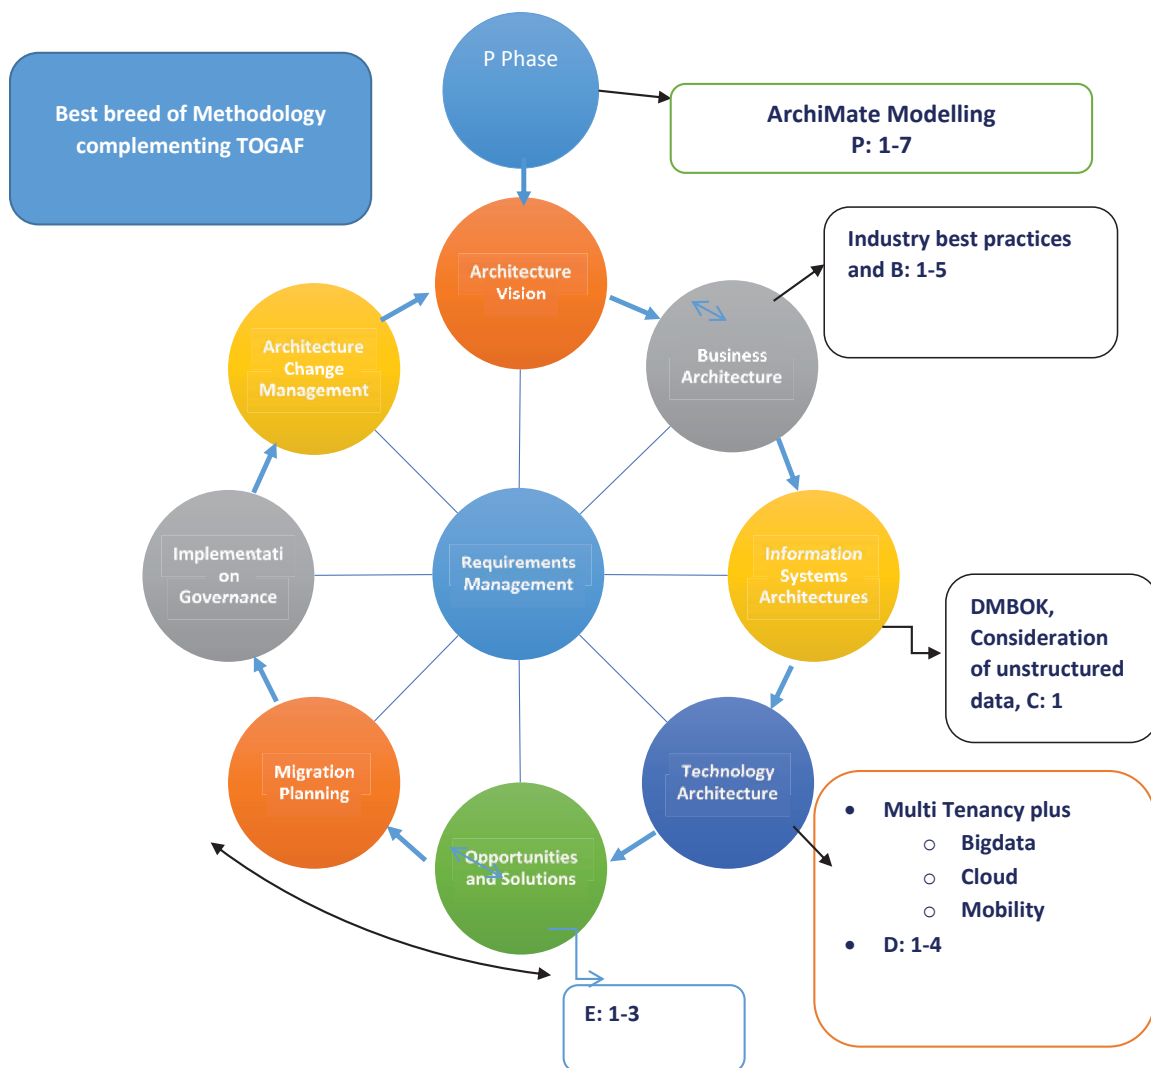 P Phase
Best breed of Methodology
complementing TOGAF
ArchiMate Modelling
P: 1-7
Architecture
Vision
Industry best practices
and B: 1-5
Business
Architecture
Architecture
Change
Management
Information
Systems
Architectures
Requirements
Management
Implementati
on
Governance
DMBOK,
Consideration
of unstructured
data, C: 1
Technology
Architecture
Migration
Planning
• Multi Tenancy plus
o Bigdata
o Cloud
o Mobility
• D: 1-4
Opportunities
and Solutions
E: 1-3